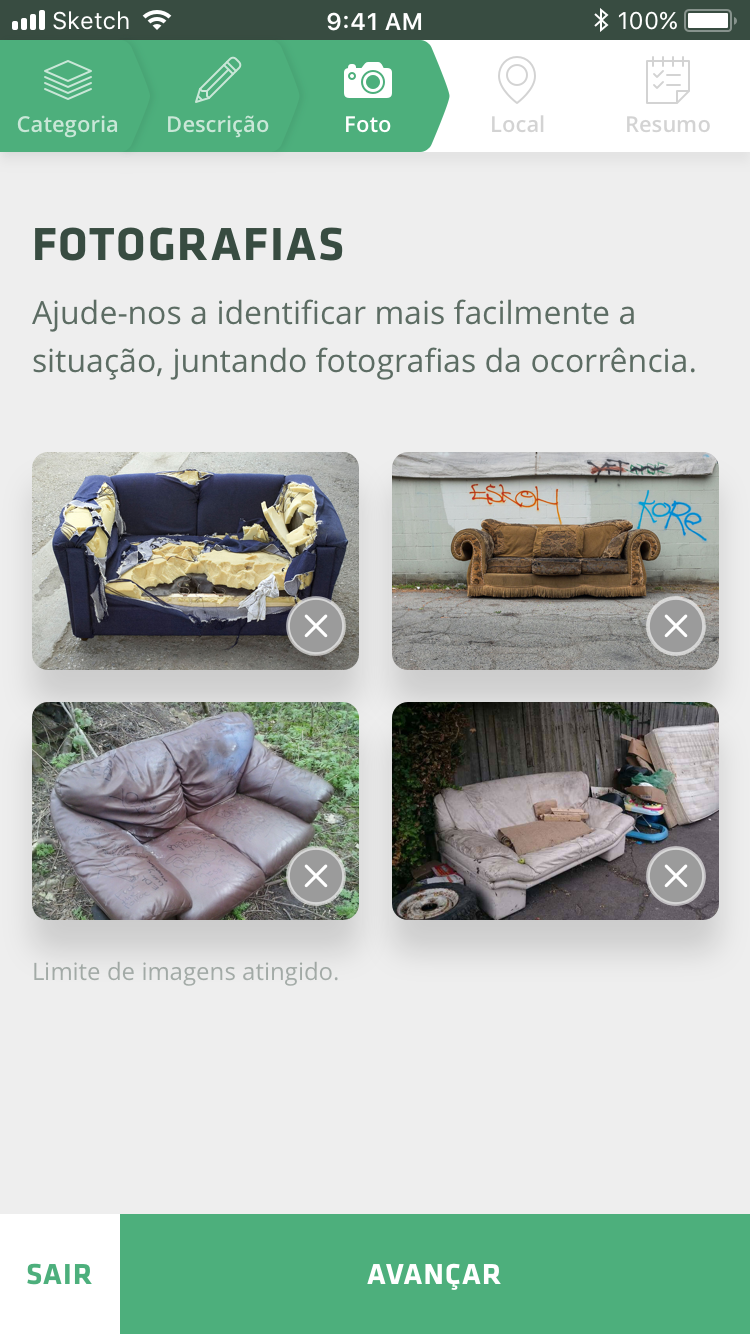 Sketch 9:41 AM 100%
Categoria Descrição Foto Local Resumo
FOTOGRAFIAS
Ajude-nos a identificar mais facilmente a
situação, juntando fotografias da ocorrência.
ESKOH
KORE
Limite de imagens atingido.
SAIR AVANÇAR